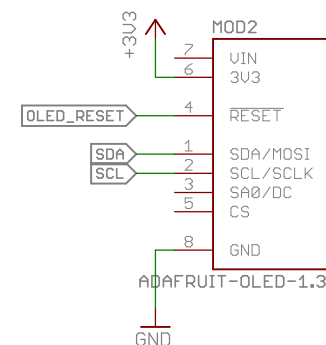 +3V3
MOD2
7 VIN
6 3V3
OLED_RESET 4 RESET
SDA 1 SDA/MOSI
SCL 2 SCL/SCLK
3 SA0/DC
5 CS
8 GND
ADAFRUIT-OLED-1.3
GND